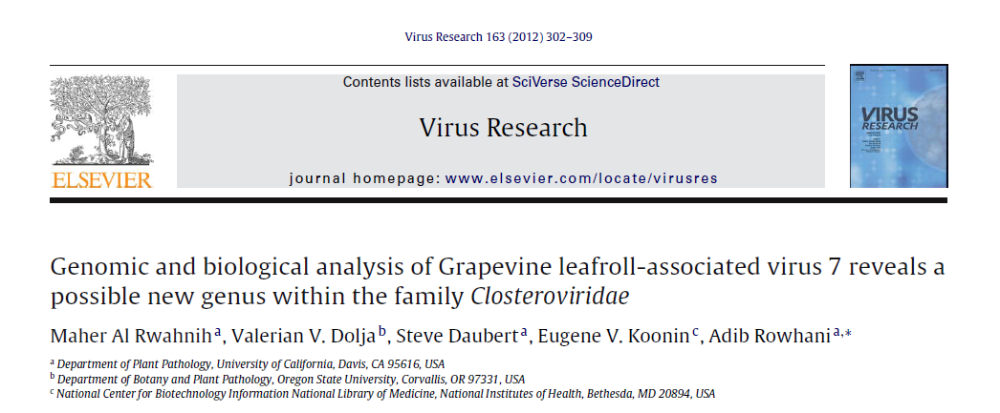 Virus Research 163 (2012) 302–309
Contents lists available at SciVerse ScienceDirect
Virus Research
journal homepage: www.elsevier.com/locate/virusres
ELSEVIER
VIRUS
RESEARCH
Genomic and biological analysis of Grapevine leafroll-associated virus 7 reveals a
possible new genus within the family Closteroviridae
Maher Al Rwahnih a, Valerian V. Dolja b, Steve Daubert a, Eugene V. Koonin c, Adib Rowhani a,*
a Department of Plant Pathology, University of California, Davis, CA 95616, USA
b Department of Botany and Plant Pathology, Oregon State University, Corvallis, OR 97331, USA
c National Center for Biotechnology Information National Library of Medicine, National Institutes of Health, Bethesda, MD 20894, USA